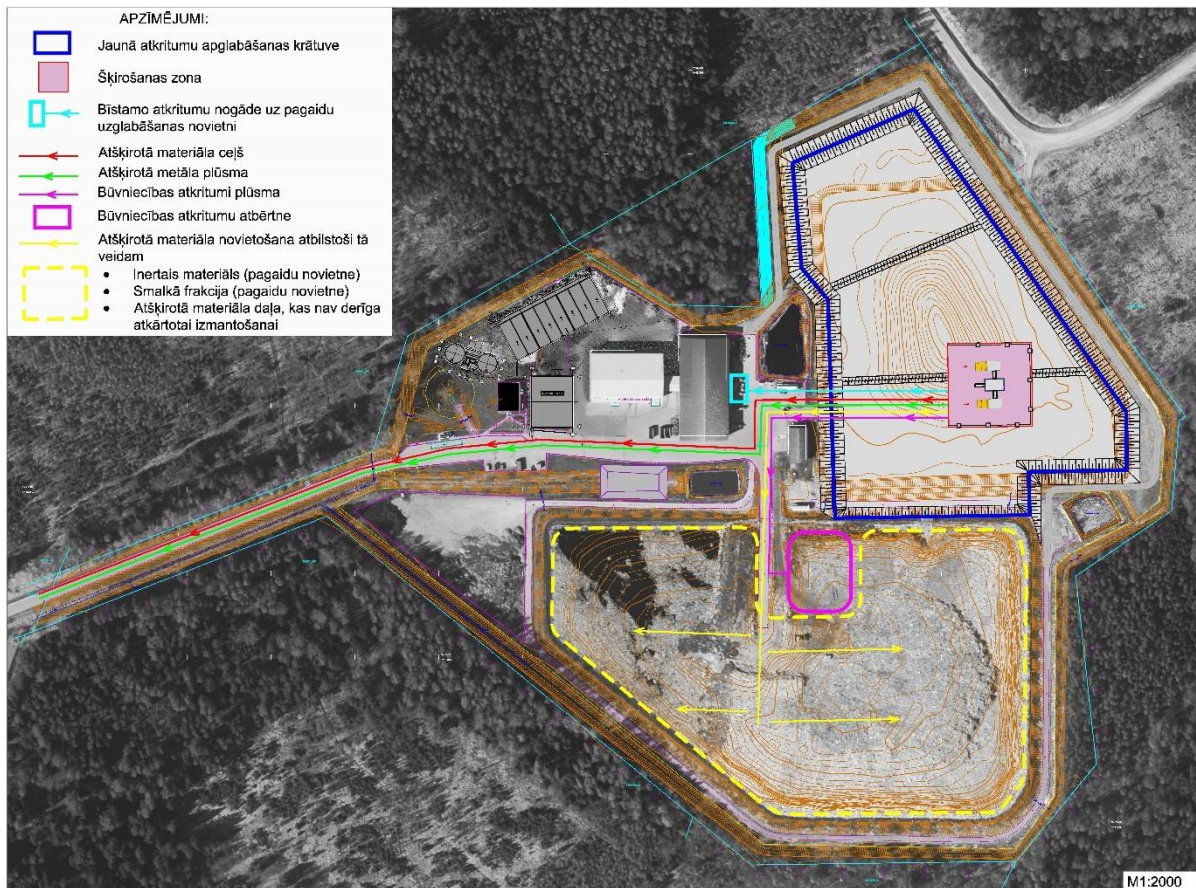 APZĪMĒJUMI:
Jaunā atkritumu apglabāšanas krātuve
Šķirošanas zona
Bīstamo atkritumu nogāde uz pagaidu
uzglabāšanas novietni
Atšķirotā materiāla ceļš
Atšķirotā metāla plūsma
Būvniecības atkritumi plūsma
Būvniecības atkritumu atbērtne
Atšķirotā materiāla novietošana atbilstoši tā
veidam
• Inertais materiāls (pagaidu novietne)
• Smalkā frakcija (pagaidu novietne)
• Atšķirotā materiāla daļa, kas nav derīga
atkārtotai izmantošanai
M1:2000